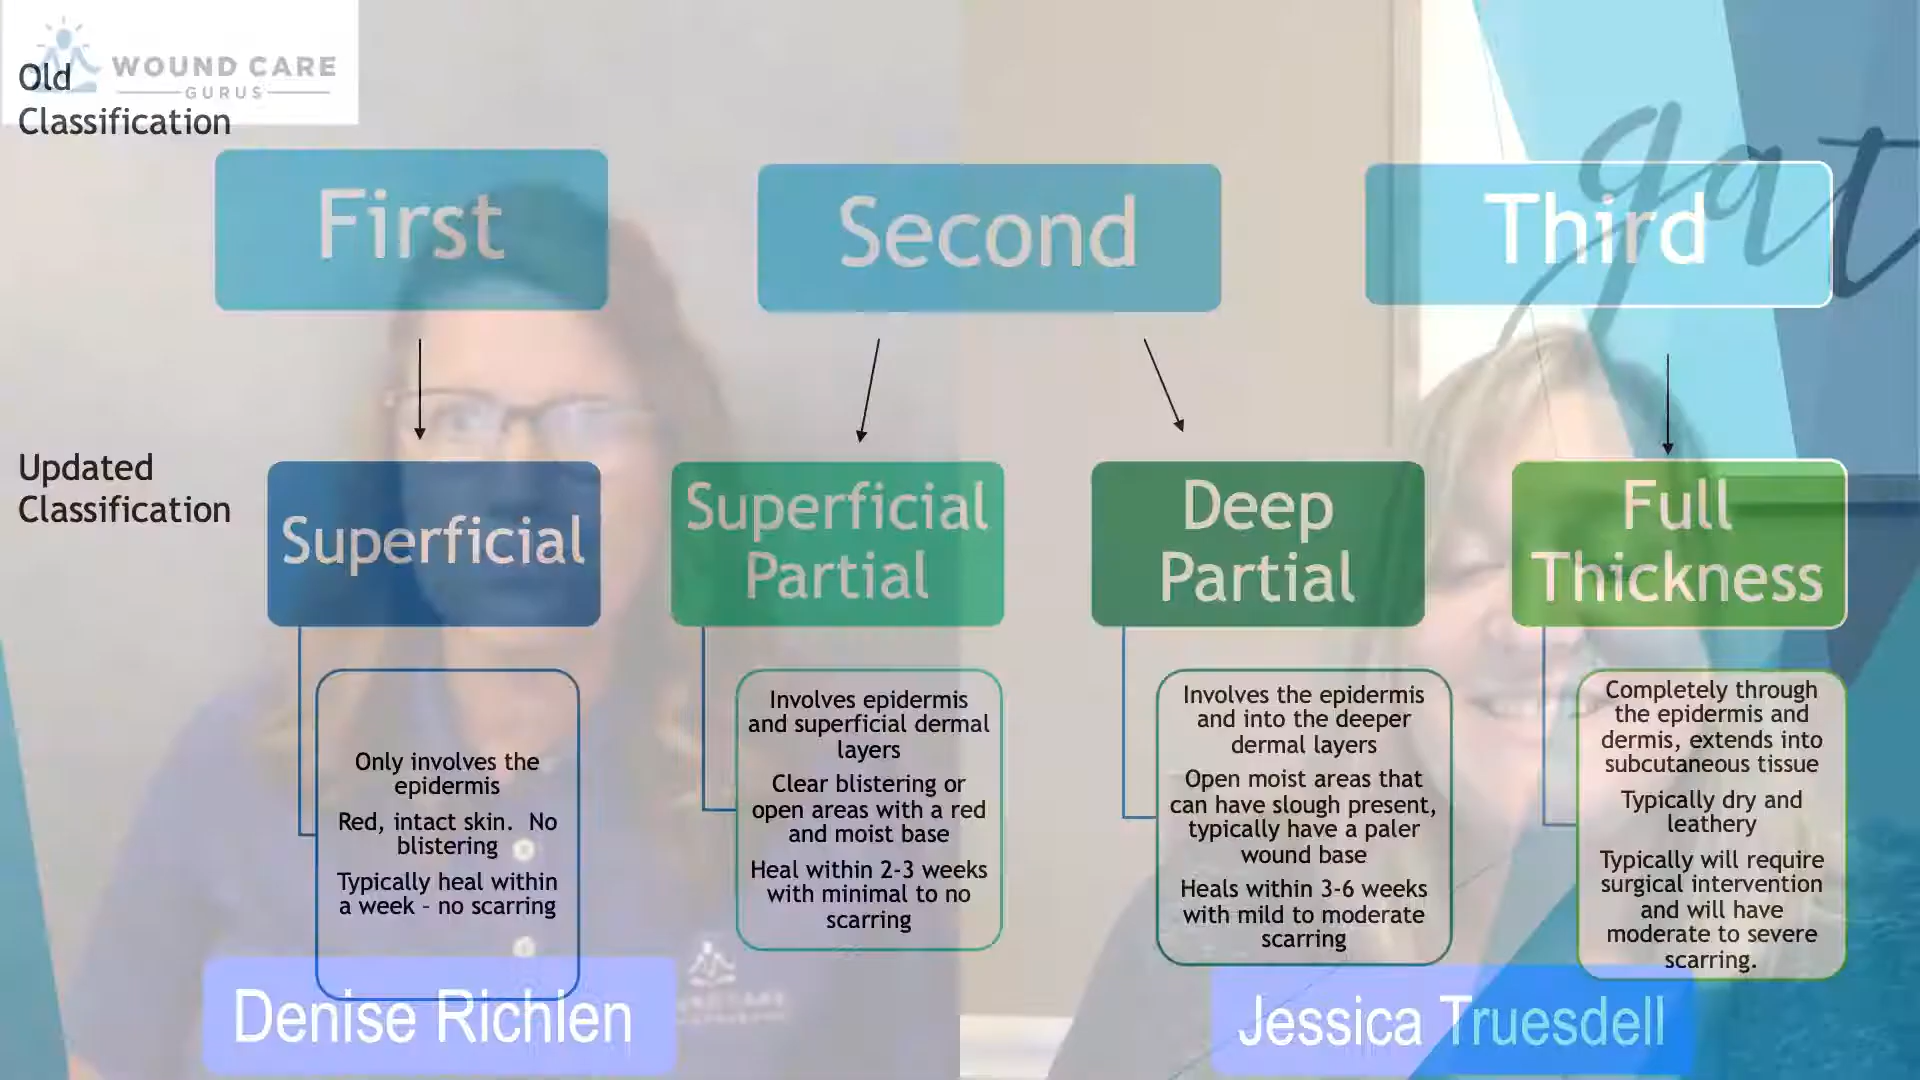 WOUND CARE
GURUS
Old
Classification
First
Second
Third
gat
Updated
Classification
Superficial
Superficial
Partial
Deep
Partial
Full
Thickness
Only involves the
epidermis
Red, intact skin. No
blistering
Typically heal within
a week - no scarring
Involves epidermis
and superficial dermal
layers
Clear blistering or
open areas with a red
and moist base
Heal within 2-3 weeks
with minimal to no
scarring
Involves the epidermis
and into the deeper
dermal layers
Open moist areas that
can have slough present,
typically have a paler
wound base
Heals within 3-6 weeks
with mild to moderate
scarring
Completely through
the epidermis and
dermis, extends into
subcutaneous tissue
Typically dry and
leathery
Typically will require
surgical intervention
and will have
moderate to severe
scarring.
Denise Richlen
Jessica Truesdell